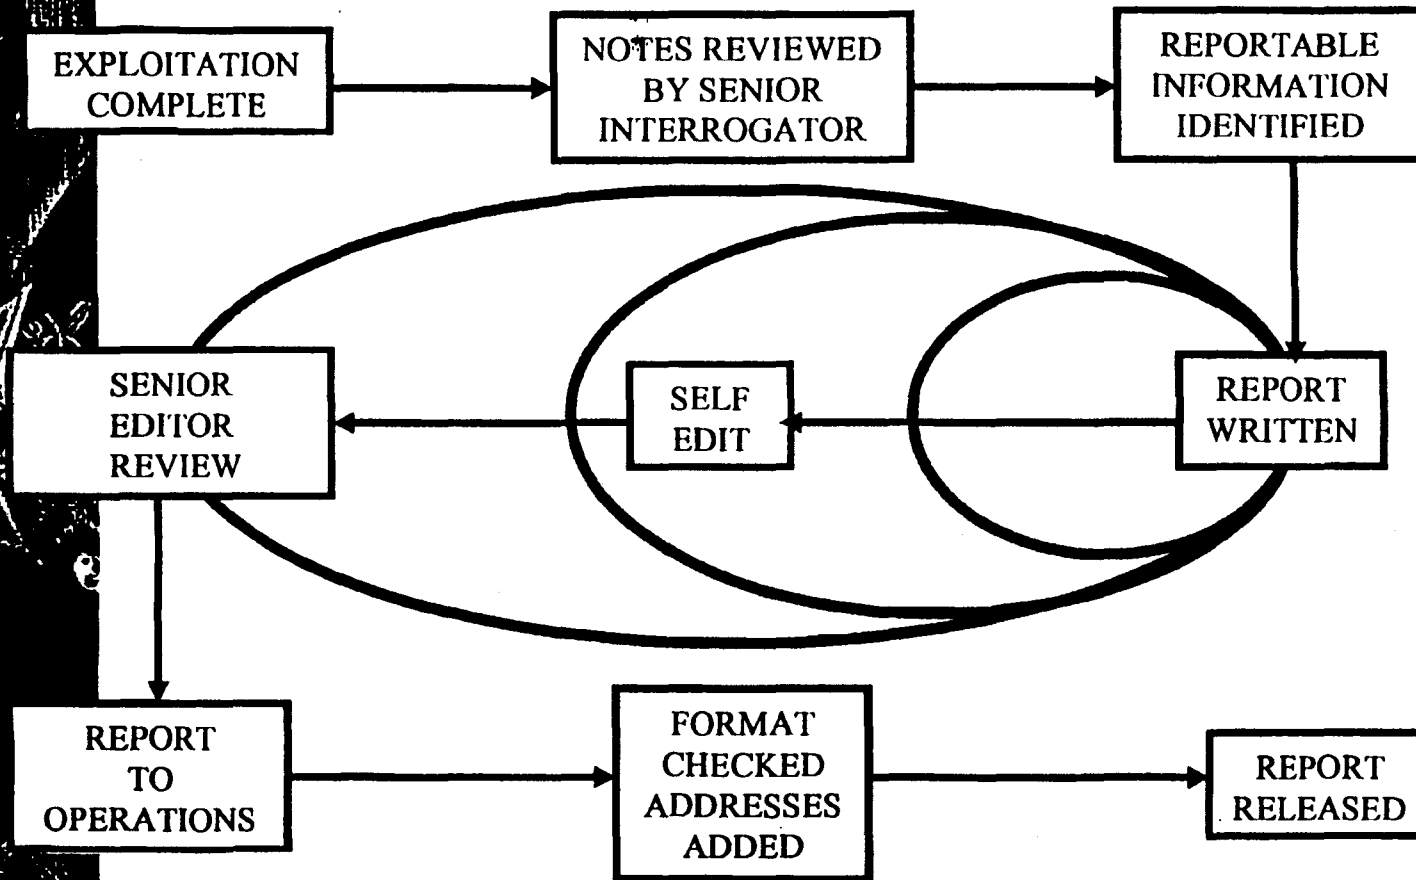 EXPLOITATION
COMPLETE
NOTES REVIEWED
BY SENIOR
INTERROGATOR
REPORTABLE
INFORMATION
IDENTIFIED
REPORT
WRITTEN
SELF
EDIT
SENIOR
EDITOR
REVIEW
REPORT
TO
OPERATIONS
FORMAT
CHECKED
ADDRESSES
ADDED
REPORT
RELEASED